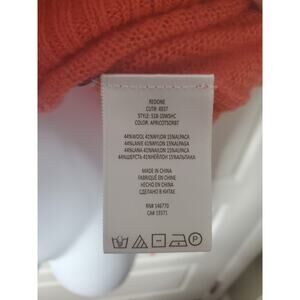 REDONE
CUT#: 4937
STYLE: 518-10WSHC
COLOR: APRICOTSORBT
44%WOOL 41%NYLON 15%ALPACA
44%LAINE 41%NYLON 15%ALPAGA
44%LANA 41%NAILON 15%ALPACA
44%ШЕРСТЬ 41%НЕЙЛОН 15%АЛЬПАКА
MADE IN CHINA
FABRIQUÉ EN CHINE
HECHO EN CHINA
СДЕЛАНО В КИТАЕ
RN# 146770
CA# 15571
P